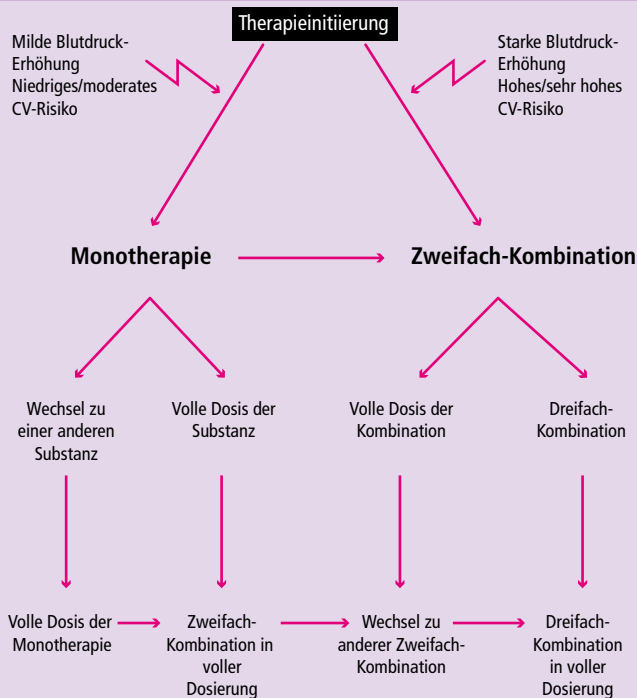 Therapieinitiierung
Milde Blutdruck-
Erhöhung
Niedriges/moderates
CV-Risiko
Starke Blutdruck-
Erhöhung
Hohes/sehr hohes
CV-Risiko
Monotherapie
Zweifach-Kombination
Wechsel zu
einer anderen
Substanz
Volle Dosis der
Substanz
Volle Dosis der
Kombination
Dreifach-
Kombination
Volle Dosis der
Monotherapie
Zweifach-
Kombination in
voller
Dosierung
Wechsel zu
anderer Zweifach-
Kombination
Dreifach-
Kombination
in voller
Dosierung